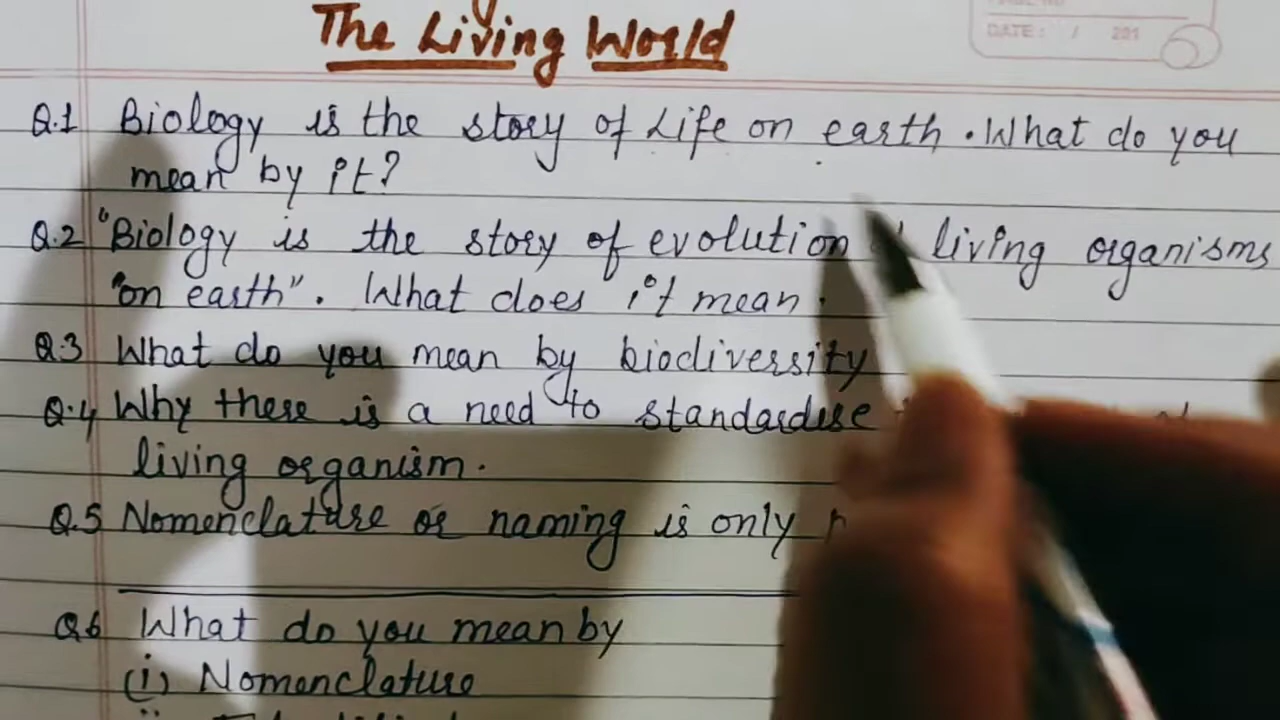 The Living World
DATE: / 201
Q.1 Biology is the story of Life on earth. What do you
mean by it?
Q.2 "Biology is the story of evolution living organisms
"on earth". What does it mean.
Q.3 What do you mean by biodiversity
Q.4 Why there is a need to standardise
living organism.
Q.5 Nomenclature or naming is only
Q.6 What do you mean by
(i) Nomenclature